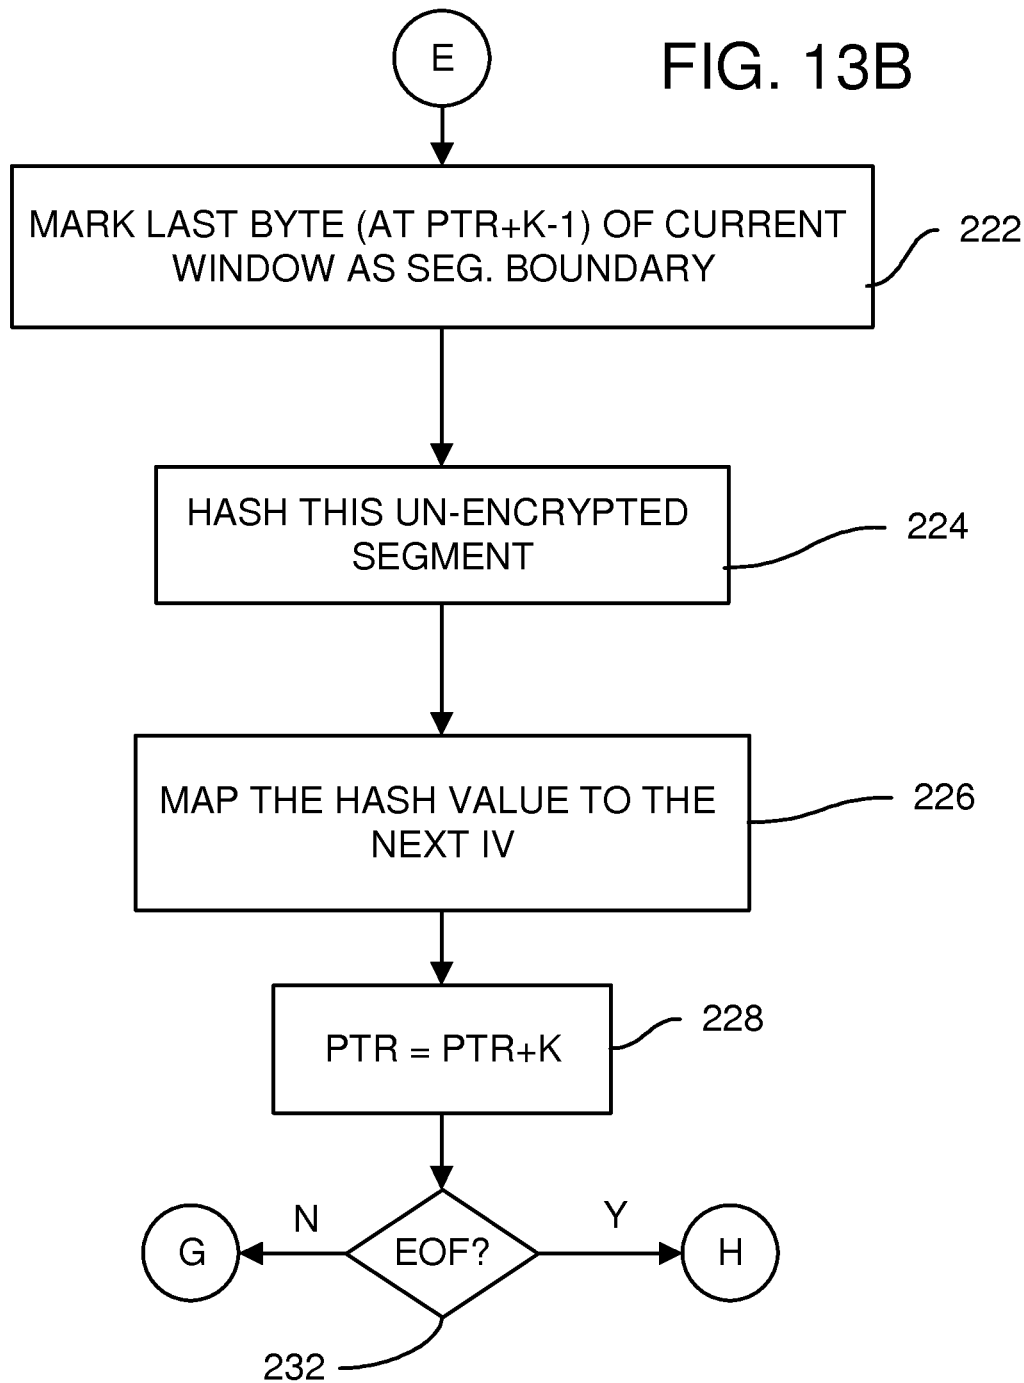 E
FIG. 13B
MARK LAST BYTE (AT PTR+K-1) OF CURRENT
WINDOW AS SEG. BOUNDARY
222
HASH THIS UN-ENCRYPTED
SEGMENT
224
MAP THE HASH VALUE TO THE
NEXT IV
226
PTR = PTR+K
228
G
N
EOF?
Y
H
232